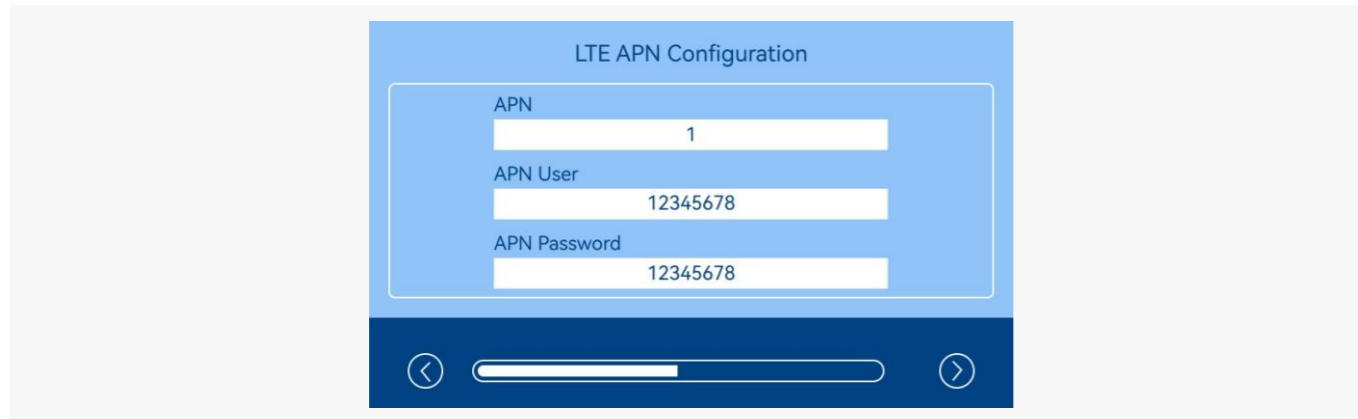 LTE APN Configuration
APN
1
APN User
12345678
APN Password
12345678